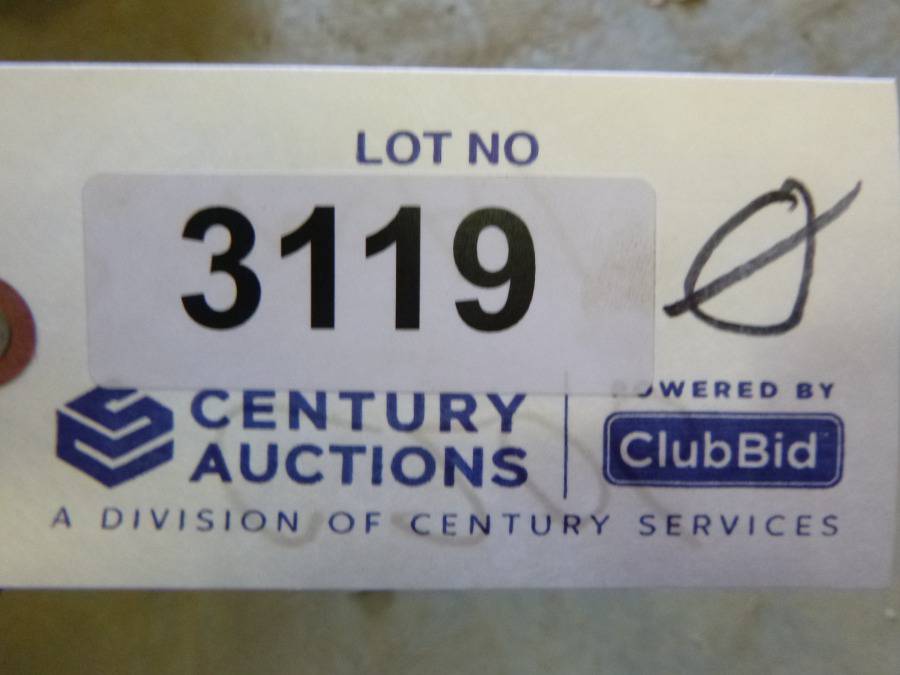 LOT NO
3119 Ø
CENTURY
AUCTIONS
POWERED BY
ClubBid
A DIVISION OF CENTURY SERVICES